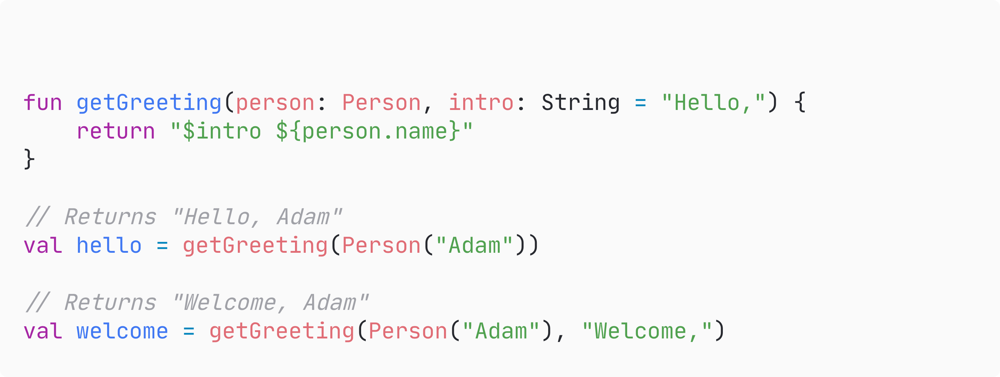 fun getGreeting(person: Person, intro: String = "Hello,") {
    return "$intro ${person.name}"
}
// Returns "Hello, Adam"
val hello = getGreeting(Person("Adam"))
// Returns "Welcome, Adam"
val welcome = getGreeting(Person("Adam"), "Welcome,")